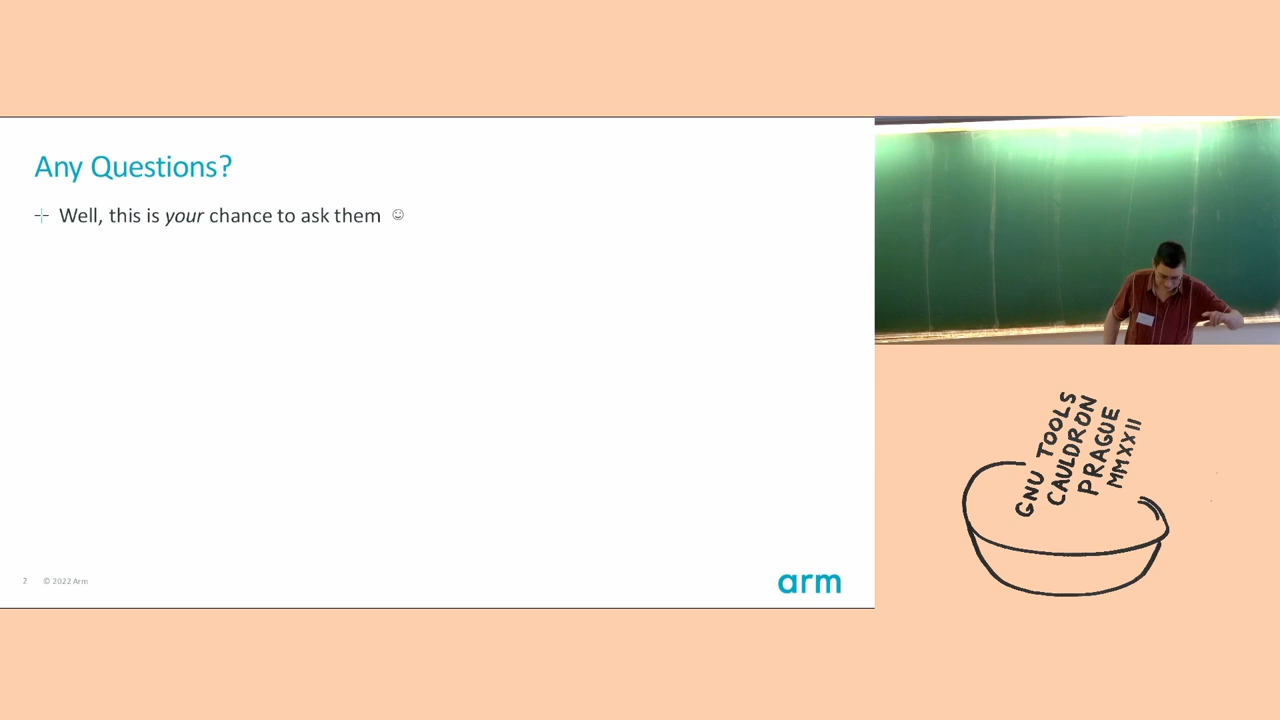 Any Questions?
Well, this is your chance to ask them ☺
2 © 2022 Arm
arm
GNU TOOLS
CAULDRON
PRAGUE
MMXXII